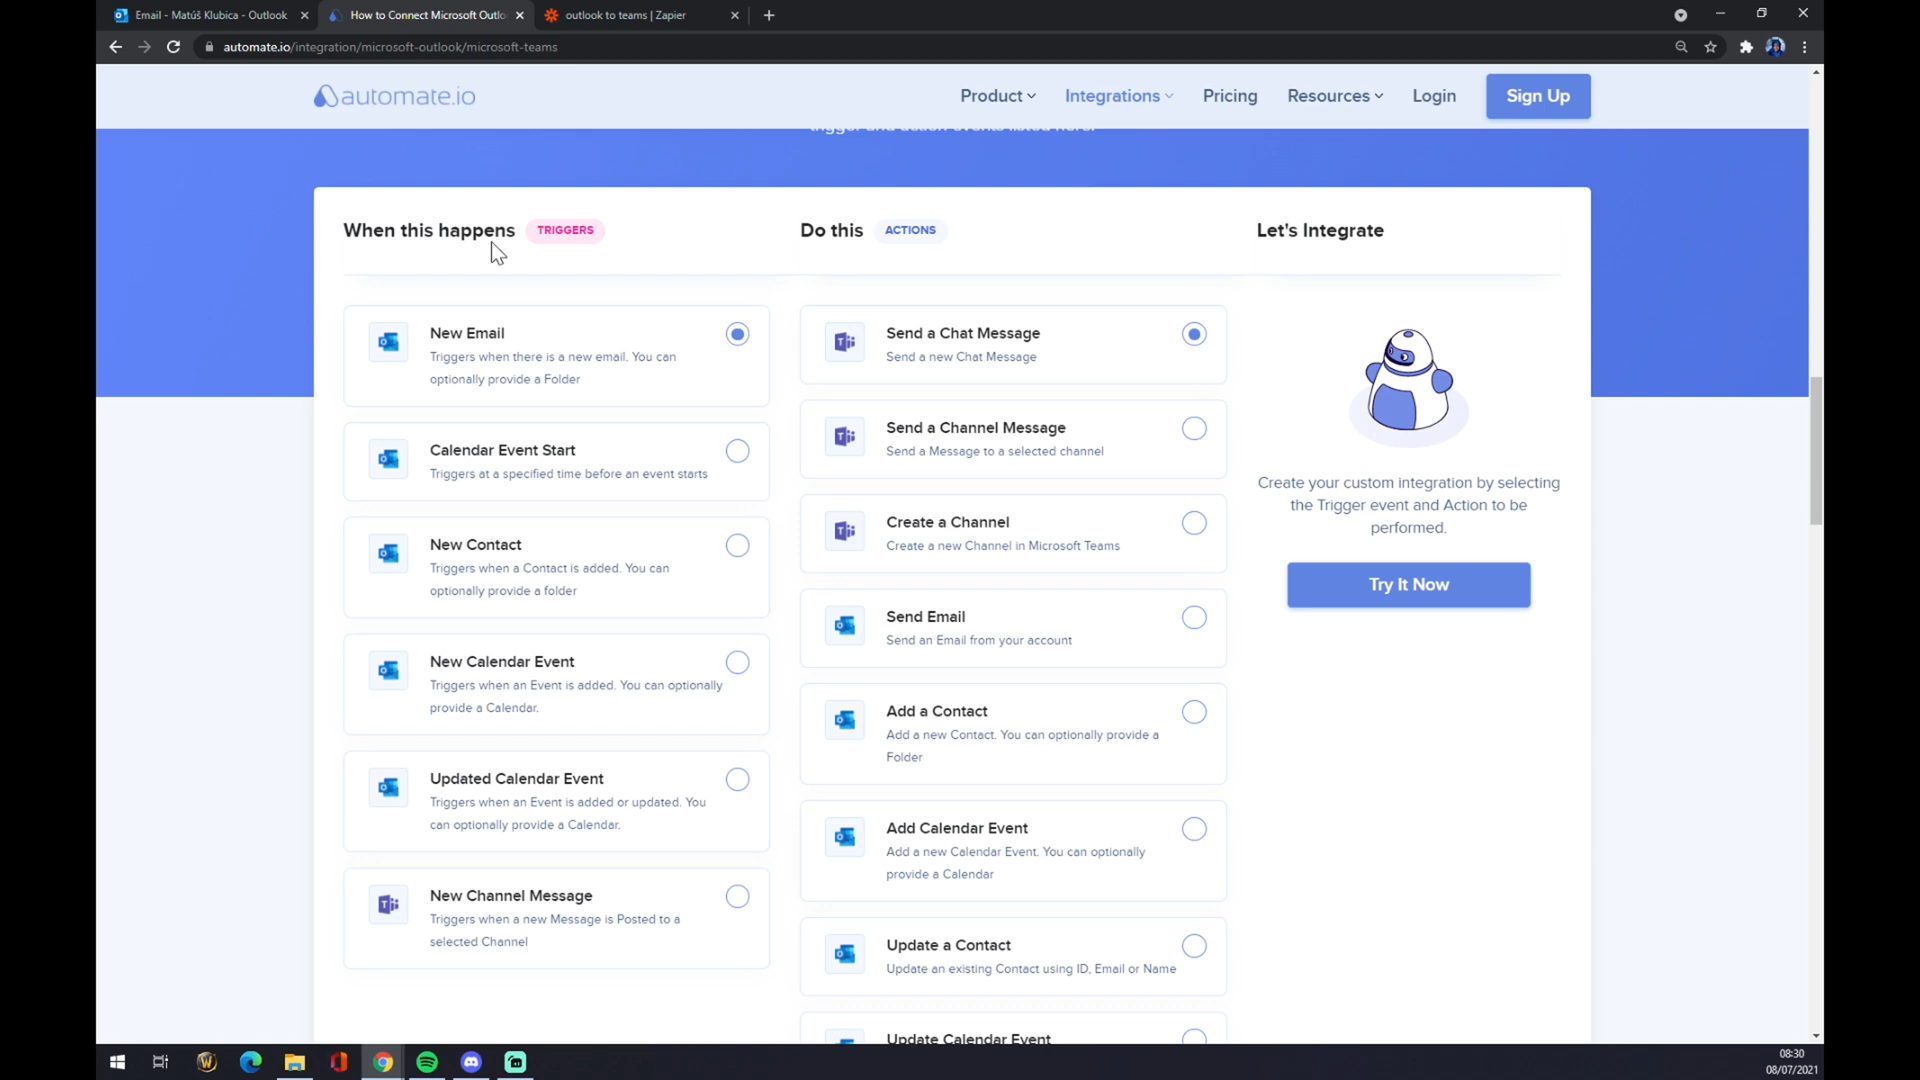 Email - Matúš Klubica - Outlook
How to Connect Microsoft Outlo
outlook to teams | Zapier
automate.io/integration/microsoft-outlook/microsoft-teams
automate.io
Product
Integrations
Pricing
Resources
Login
Sign Up
trigger and action events listed here.
When this happens
TRIGGERS
Do this
ACTIONS
Let's Integrate
New Email
Triggers when there is a new email. You can
optionally provide a Folder
Calendar Event Start
Triggers at a specified time before an event starts
New Contact
Triggers when a Contact is added. You can
optionally provide a folder
New Calendar Event
Triggers when an Event is added. You can optionally
provide a Calendar.
Updated Calendar Event
Triggers when an Event is added or updated. You
can optionally provide a Calendar.
New Channel Message
Triggers when a new Message is Posted to a
selected Channel
Send a Chat Message
Send a new Chat Message
Send a Channel Message
Send a Message to a selected channel
Create a Channel
Create a new Channel in Microsoft Teams
Send Email
Send an Email from your account
Add a Contact
Add a new Contact. You can optionally provide a
Folder
Add Calendar Event
Add a new Calendar Event. You can optionally
provide a Calendar
Update a Contact
Update an existing Contact using ID, Email or Name
Update Calendar Event
Create your custom integration by selecting
the Trigger event and Action to be
performed.
Try It Now
08:30
08/07/2021